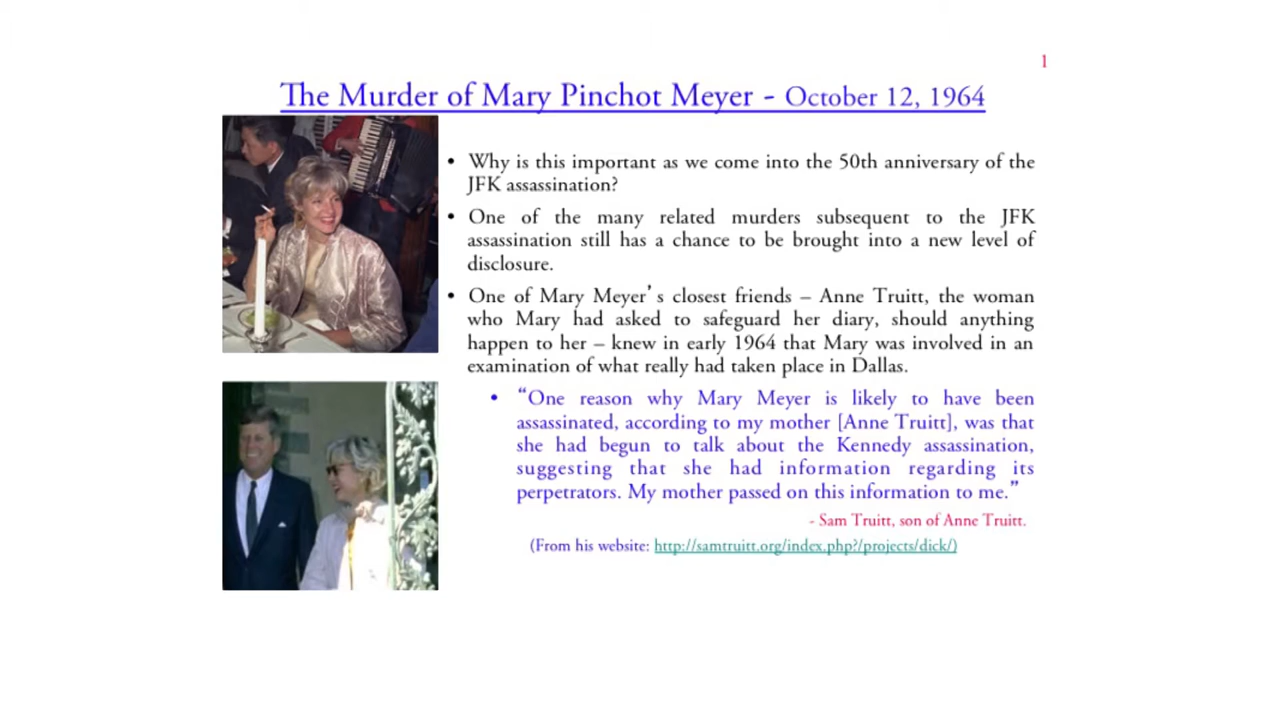 1
The Murder of Mary Pinchot Meyer - October 12, 1964
• Why is this important as we come into the 50th anniversary of the
JFK assassination?
• One of the many related murders subsequent to the JFK
assassination still has a chance to be brought into a new level of
disclosure.
• One of Mary Meyer's closest friends – Anne Truitt, the woman
who Mary had asked to safeguard her diary, should anything
happen to her – knew in early 1964 that Mary was involved in an
examination of what really had taken place in Dallas.
• “One reason why Mary Meyer is likely to have been
assassinated, according to my mother [Anne Truitt], was that
she had begun to talk about the Kennedy assassination,
suggesting that she had information regarding its
perpetrators. My mother passed on this information to me.”
- Sam Truitt, son of Anne Truitt.
(From his website: http://samtruitt.org/index.php?/projects/dick/)